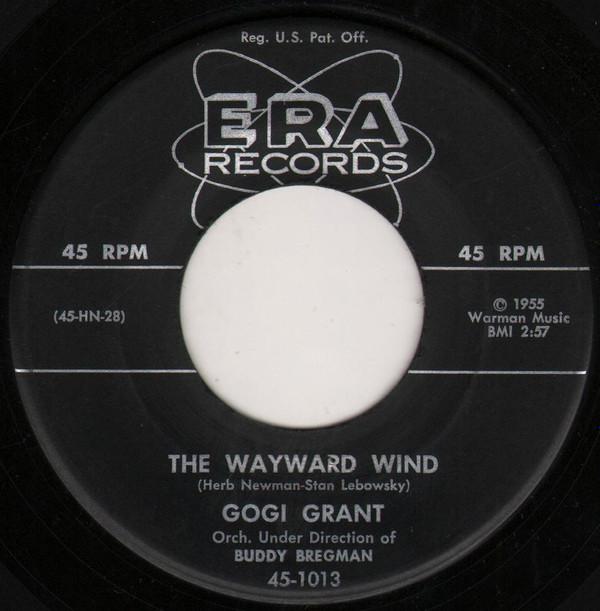 Reg. U.S. Pat. Off.
ERA
RECORDS
45 RPM
45 RPM
(45-HN-28)
© 1955
Warman Music
BMI 2:57
THE WAYWARD WIND
(Herb Newman-Stan Lebowsky)
GOGI GRANT
Orch. Under Direction of
BUDDY BREGMAN
45-1013